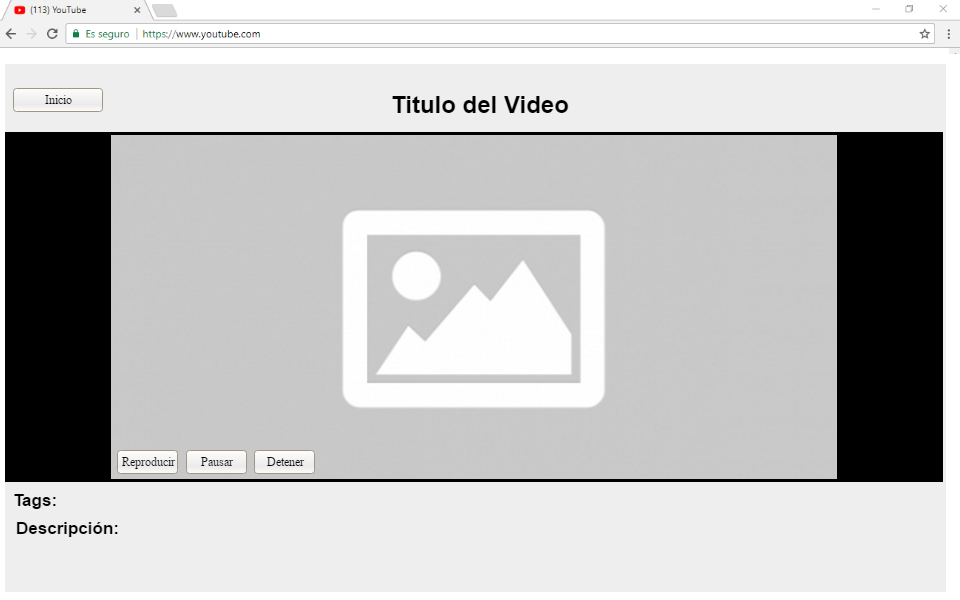 (113) YouTube
Es seguro https://www.youtube.com
Inicio
Titulo del Video
Reproducir Pausar Detener
Tags:
Descripción: